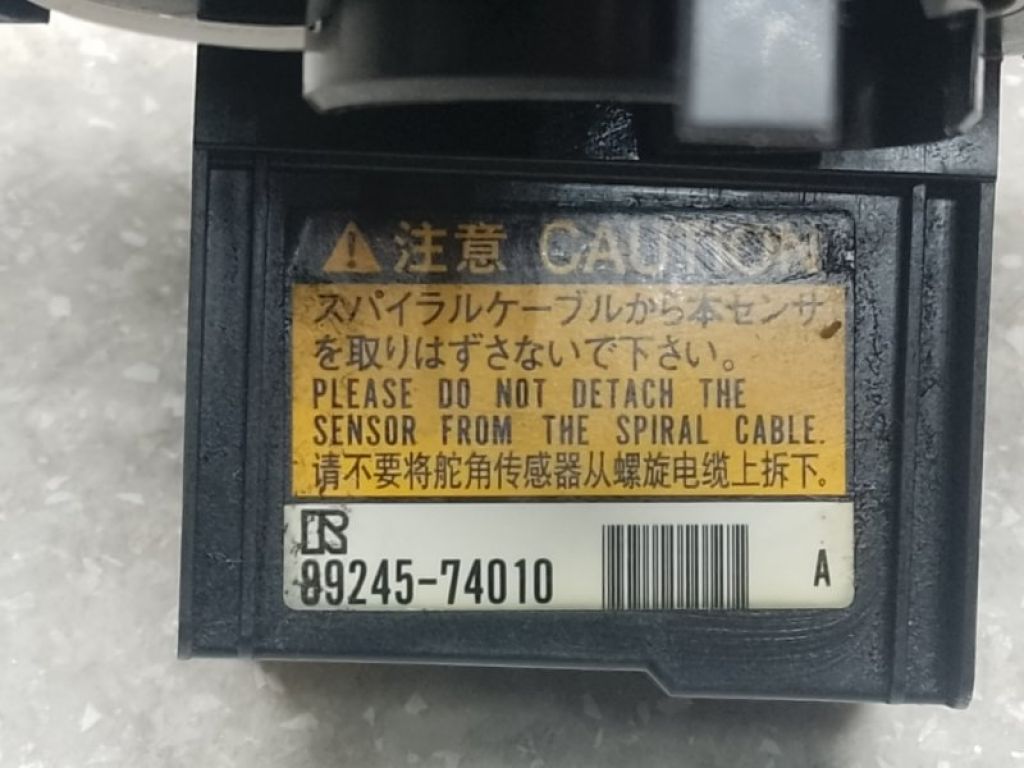 注意 CAUTION
スパイラルケーブルから本センサ
を取りはずさないで下さい。
PLEASE DO NOT DETACH THE
SENSOR FROM THE SPIRAL CABLE.
请不要将舵角传感器从螺旋电缆上拆下。
89245-74010
A